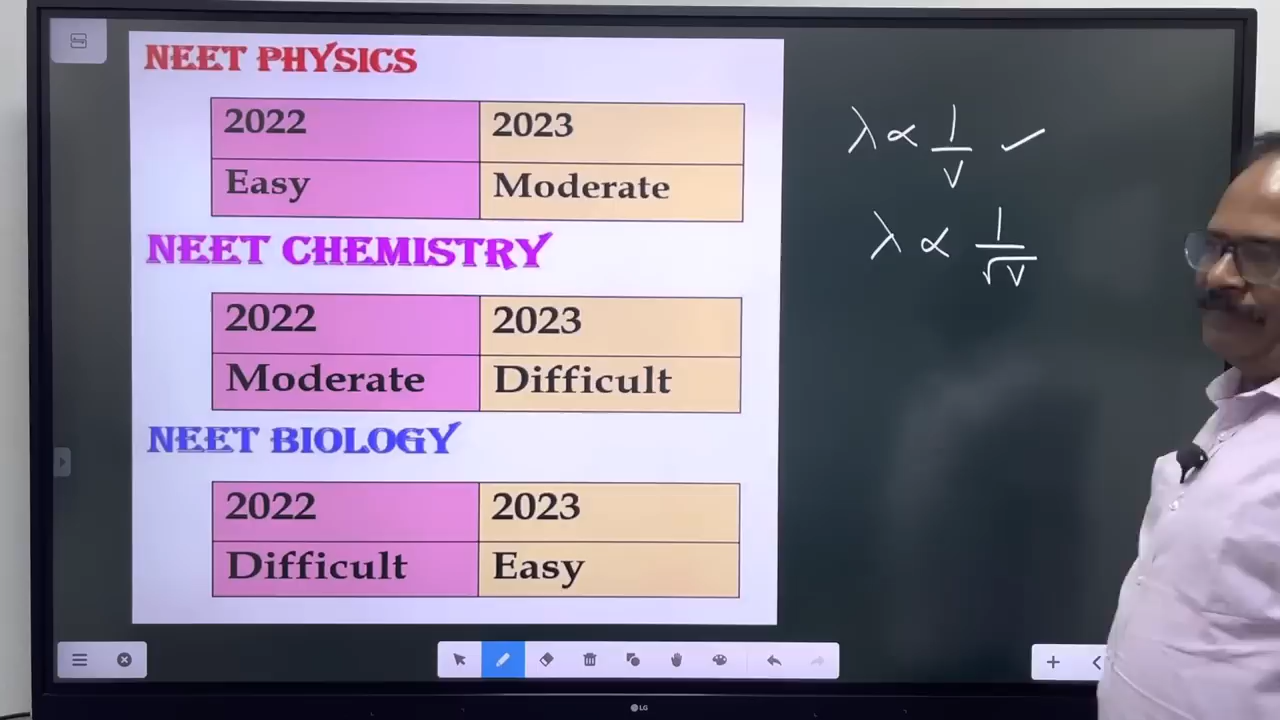 NEET PHYSICS
2022 2023
Easy Moderate
NEET CHEMISTRY
2022 2023
Moderate Difficult
NEET BIOLOGY
2022 2023
Difficult Easy
λ ∝ 1/v ✓
λ ∝ 1/√v
LG